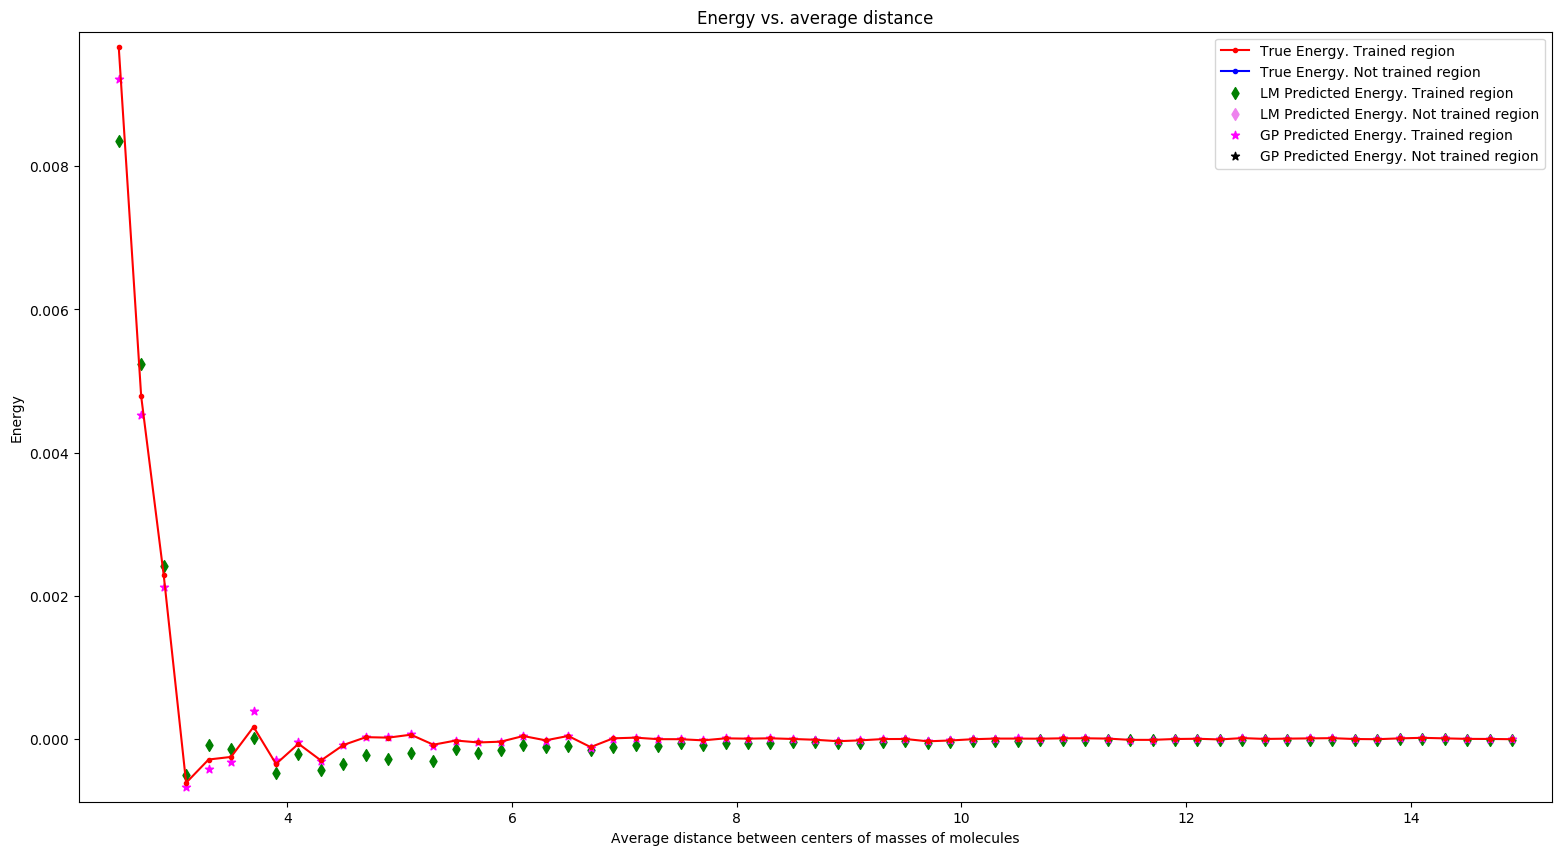 Energy vs. average distance
True Energy. Trained region
True Energy. Not trained region
LM Predicted Energy. Trained region
LM Predicted Energy. Not trained region
GP Predicted Energy. Trained region
GP Predicted Energy. Not trained region
Energy
0.008
0.006
0.004
0.002
0.000
4
6
8
10
12
14
Average distance between centers of masses of molecules